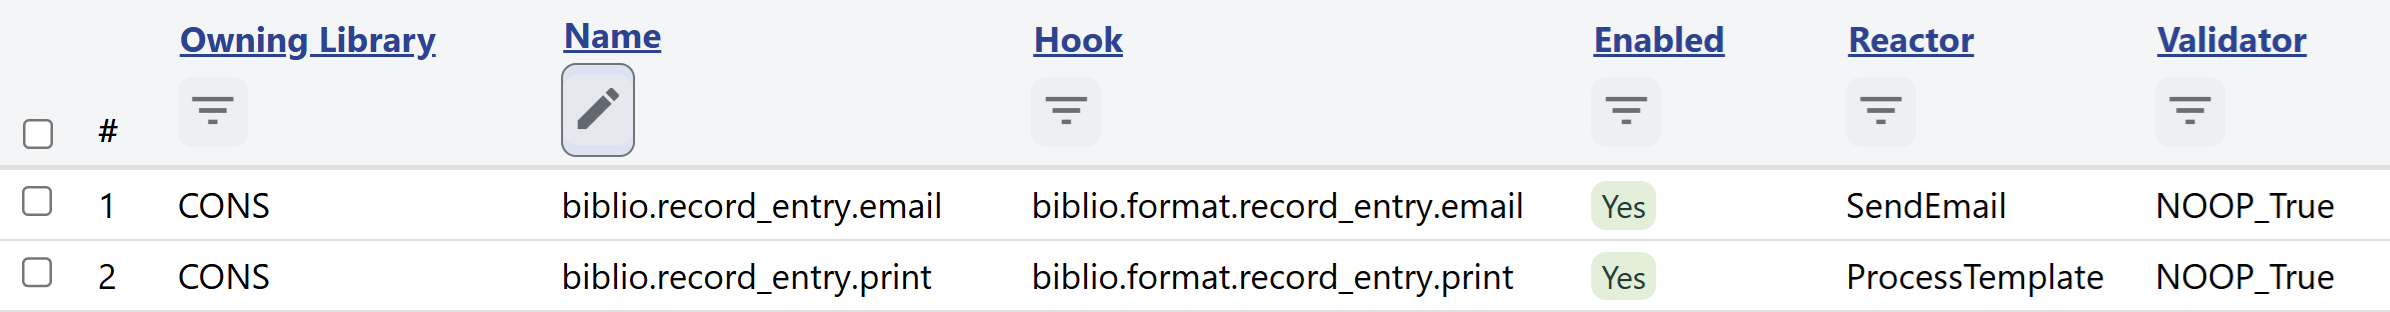 # Owning Library Name Hook Enabled Reactor Validator
1 CONS biblio.record_entry.email biblio.format.record_entry.email Yes SendEmail NOOP_True
2 CONS biblio.record_entry.print biblio.format.record_entry.print Yes ProcessTemplate NOOP_True